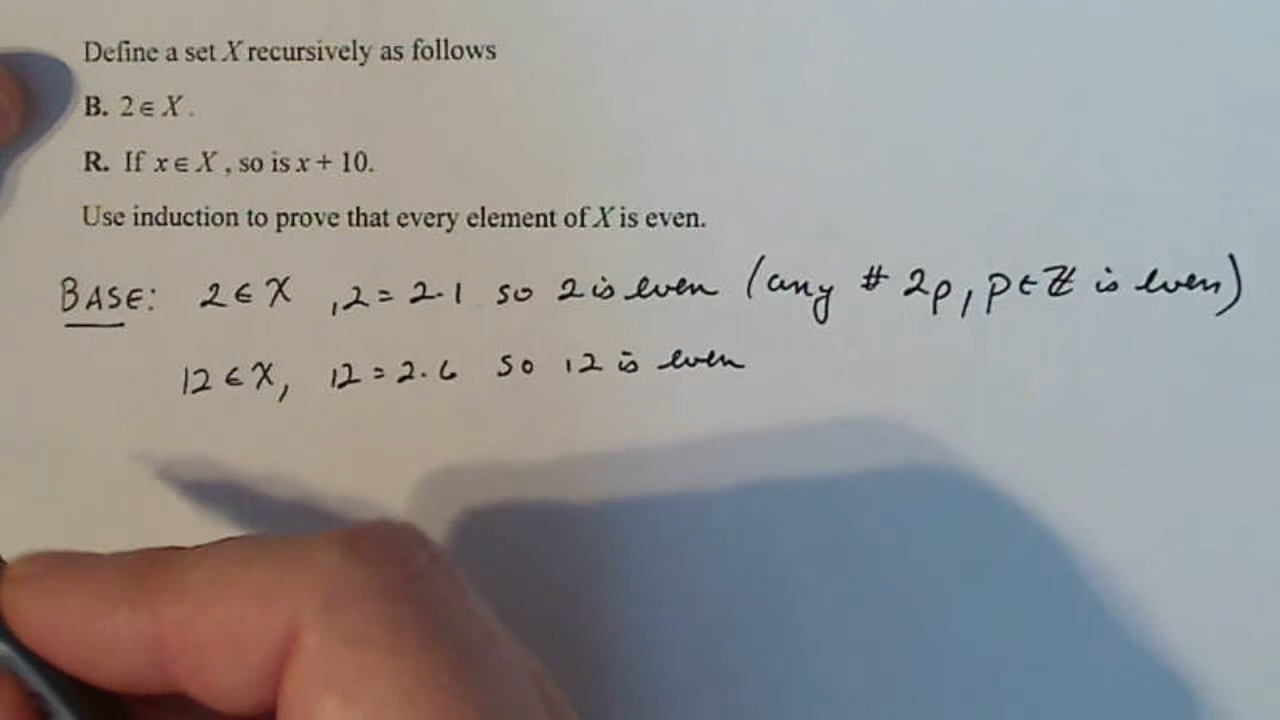 Define a set X recursively as follows
B. 2 ∈ X.
R. If x ∈ X, so is x + 10.
Use induction to prove that every element of X is even.
BASE: 2 ∈ X , 2 = 2·1 so 2 is even (any # 2p, p ∈ ℤ is even)
12 ∈ X, 12 = 2·6 so 12 is even